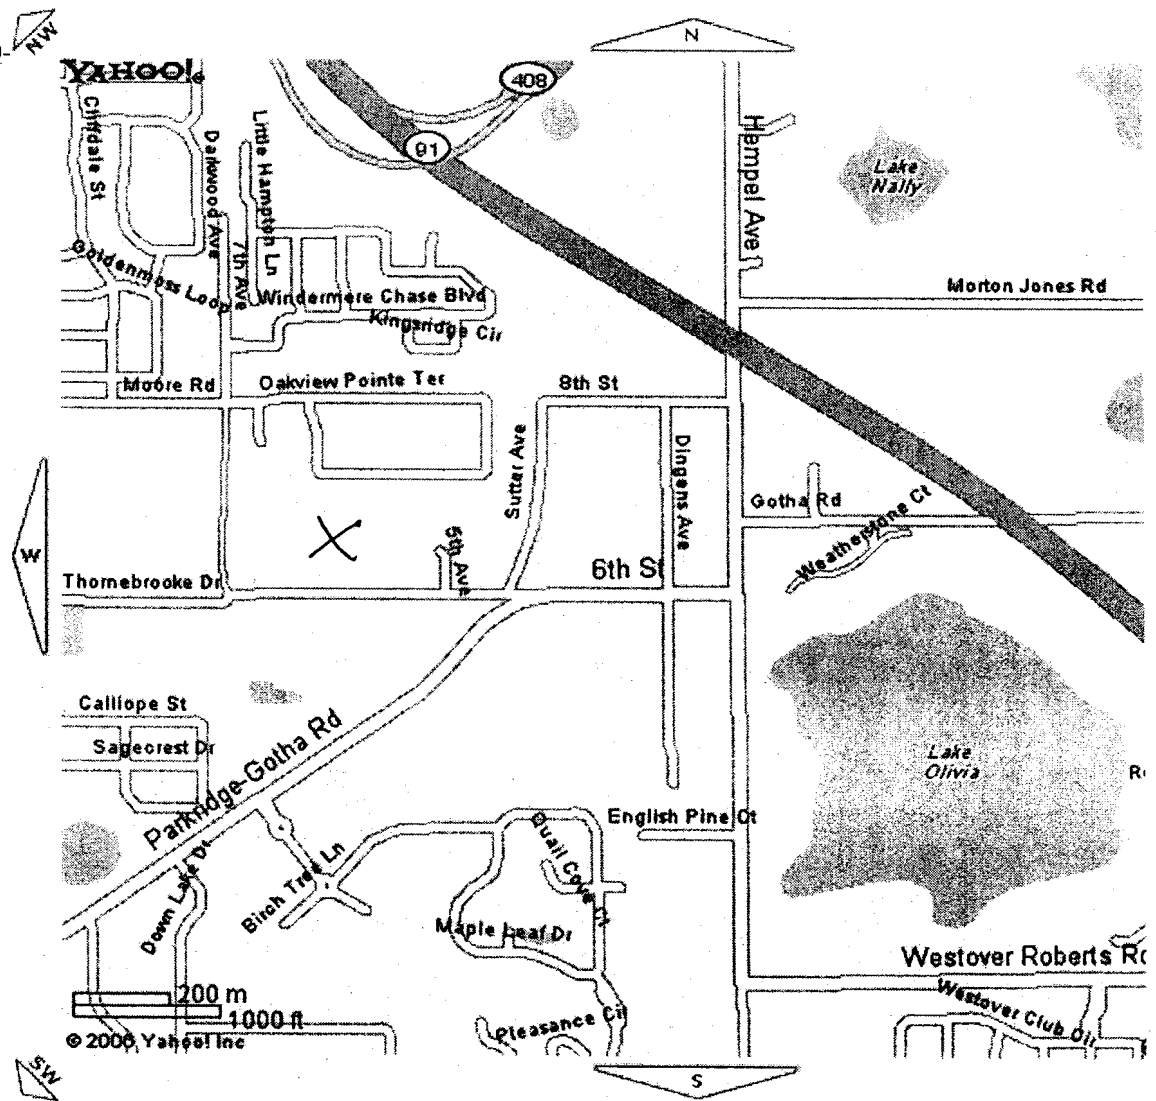 NW
N
YAHOO!
408
91
Cliffdale St
Darkwood Ave
Little Hampton Ln
7th Ave
Hempel Ave
Lake
Nally
Goldenmoss Loop
Windermere Chase Blvd
Kingsridge Cir
Morton Jones Rd
Moore Rd
Oakview Pointe Ter
8th St
Sutter Ave
Dingens Ave
Gotha Rd
Weatherstone Ct
W
X
5th Ave
6th St
Thornebrooke Dr
Calliope St
Sagecrest Dr
Parkridge-Gotha Rd
Lake
Olivia
English Pine Ct
Quail Cove Ct
Down Lake Dr
Birch Tree Ln
Maple Leaf Dr
Westover Roberts Rd
Westover Club Cir
200 m
1000 ft
Pleasance Cir
© 2000 Yahoo! Inc
SW
S